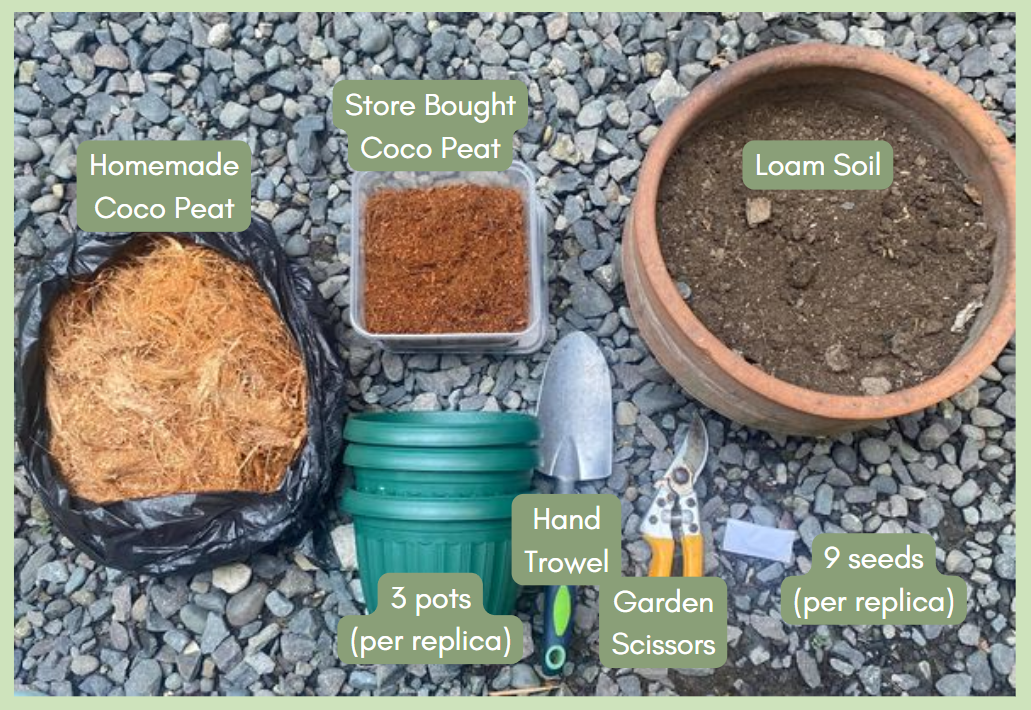 Store Bought
Coco Peat
Homemade
Coco Peat
Loam Soil
Hand
Trowel
9 seeds
(per replica)
3 pots
(per replica)
Garden
Scissors